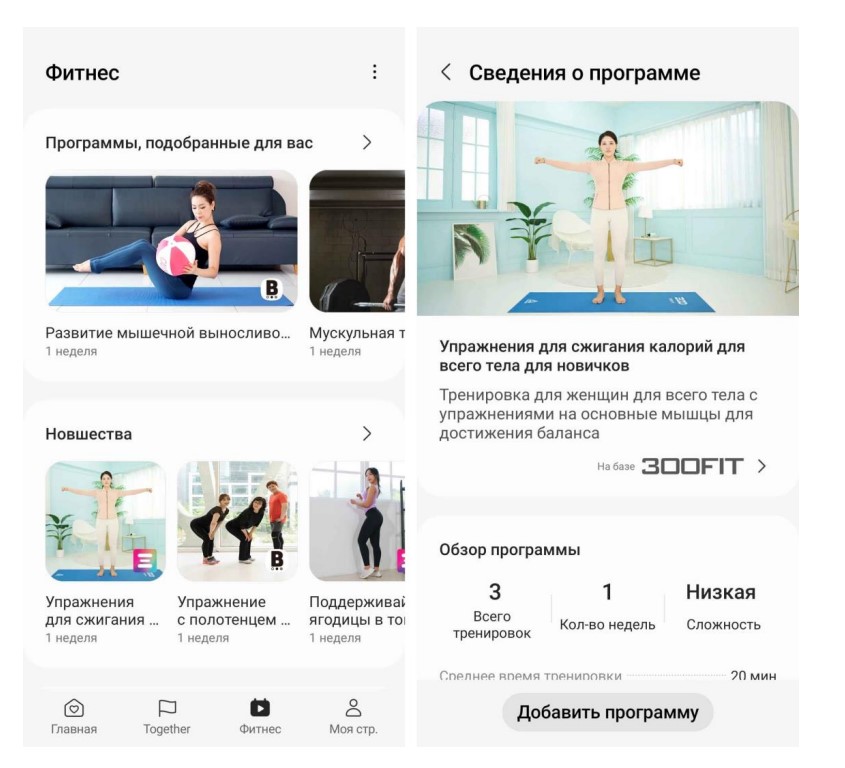 Фитнес
Программы, подобранные для вас
B
Развитие мышечной выносливо...
1 неделя
Мускульная т
1 неделя
Новшества
B
Упражнения
для сжигания ...
1 неделя
Упражнение
с полотенцем ...
1 неделя
Поддерживай
ягодицы в то
1 неделя
Главная
Together
Фитнес
Моя стр.
Сведения о программе
Упражнения для сжигания калорий для
всего тела для новичков
Тренировка для женщин для всего тела с
упражнениями на основные мышцы для
достижения баланса
На базе 300FIT
Обзор программы
3
Всего
тренировок
1
Кол-во недель
Низкая
Сложность
Среднее время тренировки 20 мин
Добавить программу